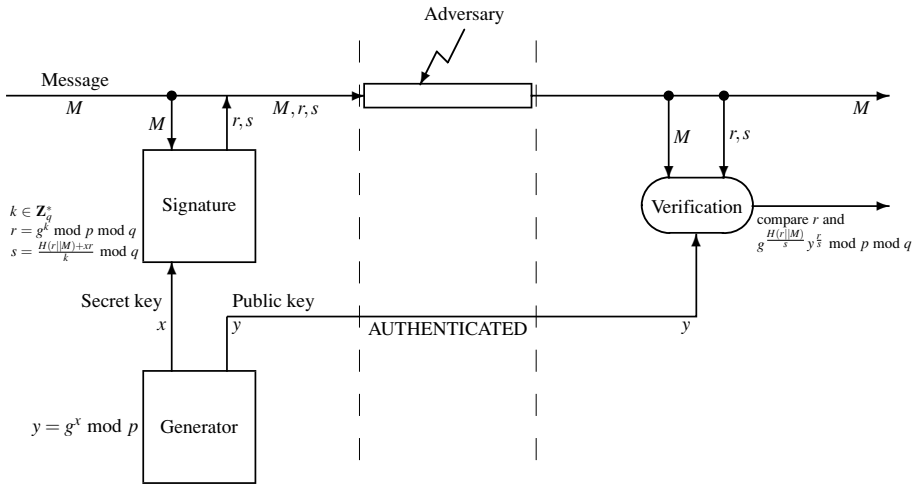 Adversary
Message
M
M, r, s
M
M
r, s
M
r, s
Signature
Verification
k ∈ Z*_q
r = g^k mod p mod q
s = (H(r||M)+xr)/k mod q
compare r and
g^(H(r||M)/s) y^(r/s) mod p mod q
Secret key
Public key
x
y
AUTHENTICATED
y
y = g^x mod p
Generator